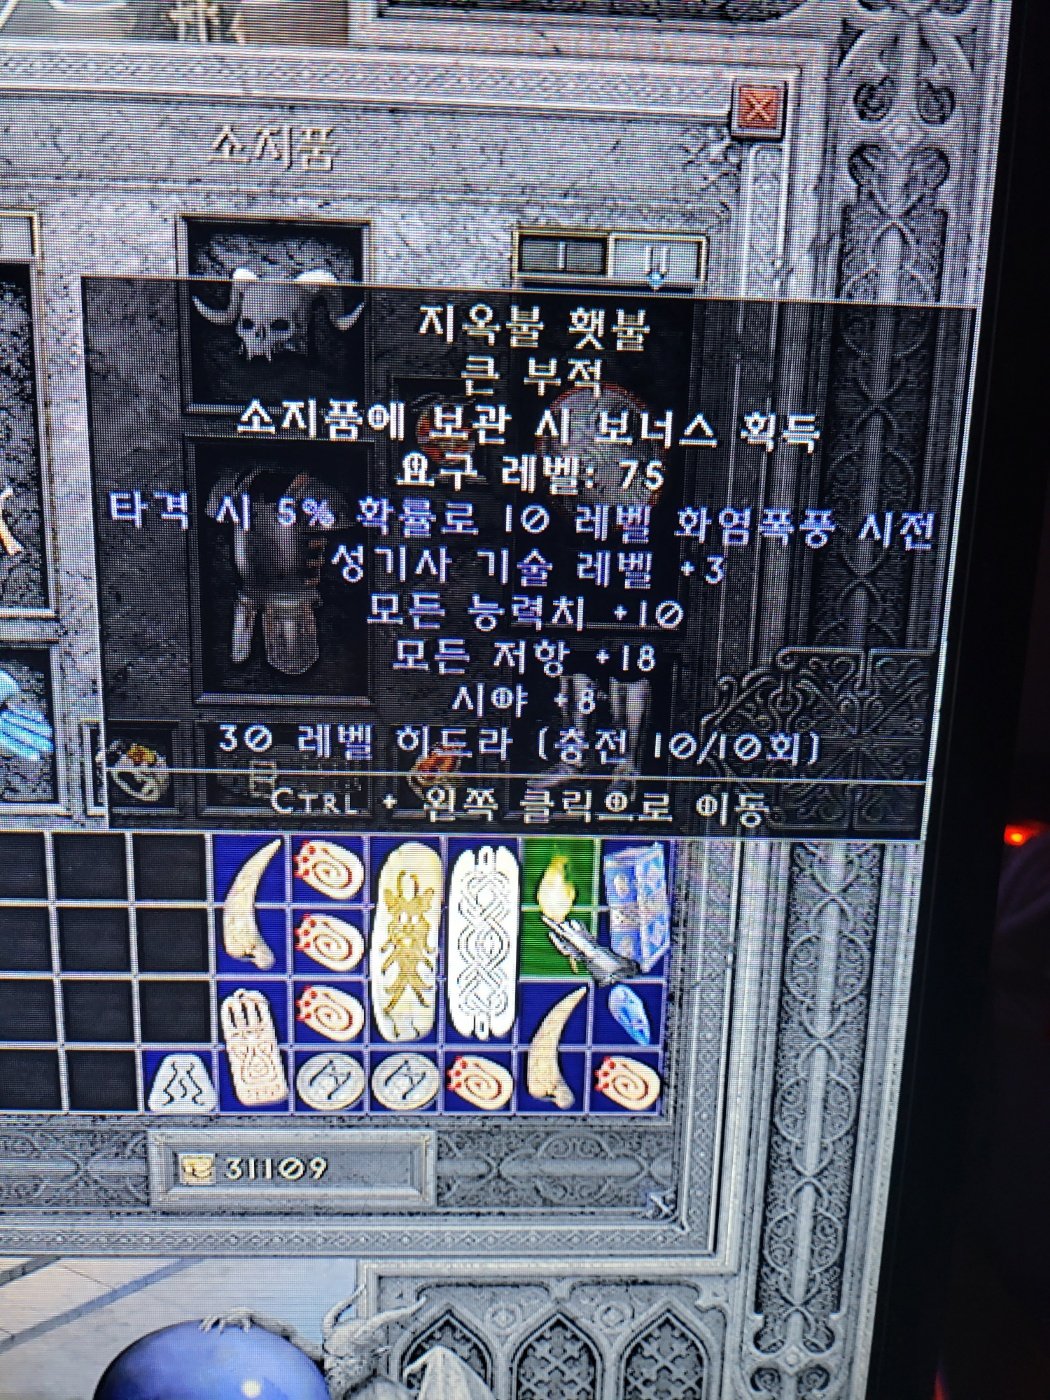 소지품
I II
지옥불 횃불
큰 부적
소지품에 보관 시 보너스 획득
요구 레벨: 75
타격 시 5% 확률로 10 레벨 화염폭풍 시전
성기사 기술 레벨 +3
모든 능력치 +10
모든 저항 +18
시야 +8
30 레벨 히드라 (충전 10/10회)
CTRL + 왼쪽 클릭으로 이동
31109